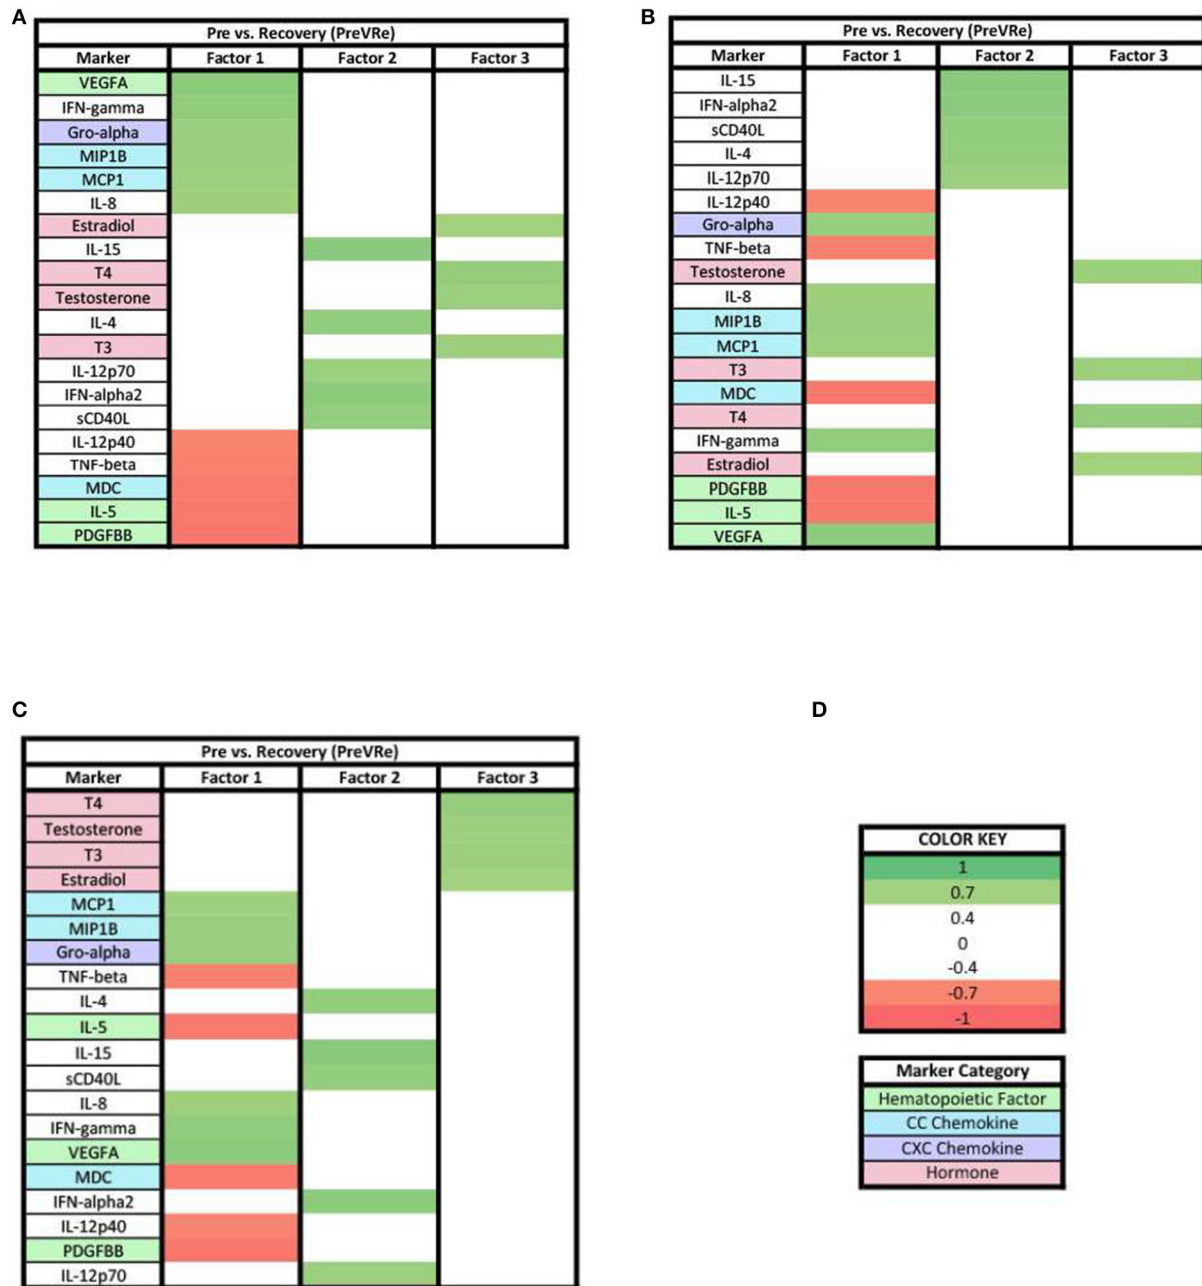 A
Pre vs. Recovery (PreVRe)
Marker Factor 1 Factor 2 Factor 3
VEGFA
IFN-gamma
Gro-alpha
MIP1B
MCP1
IL-8
Estradiol
IL-15
T4
Testosterone
IL-4
T3
IL-12p70
IFN-alpha2
sCD40L
IL-12p40
TNF-beta
MDC
IL-5
PDGFBB
B
Pre vs. Recovery (PreVRe)
Marker Factor 1 Factor 2 Factor 3
IL-15
IFN-alpha2
sCD40L
IL-4
IL-12p70
IL-12p40
Gro-alpha
TNF-beta
Testosterone
IL-8
MIP1B
MCP1
T3
MDC
T4
IFN-gamma
Estradiol
PDGFBB
IL-5
VEGFA
C
Pre vs. Recovery (PreVRe)
Marker Factor 1 Factor 2 Factor 3
T4
Testosterone
T3
Estradiol
MCP1
MIP1B
Gro-alpha
TNF-beta
IL-4
IL-5
IL-15
sCD40L
IL-8
IFN-gamma
VEGFA
MDC
IFN-alpha2
IL-12p40
PDGFBB
IL-12p70
D
COLOR KEY
1
0.7
0.4
0
-0.4
-0.7
-1
Marker Category
Hematopoietic Factor
CC Chemokine
CXC Chemokine
Hormone